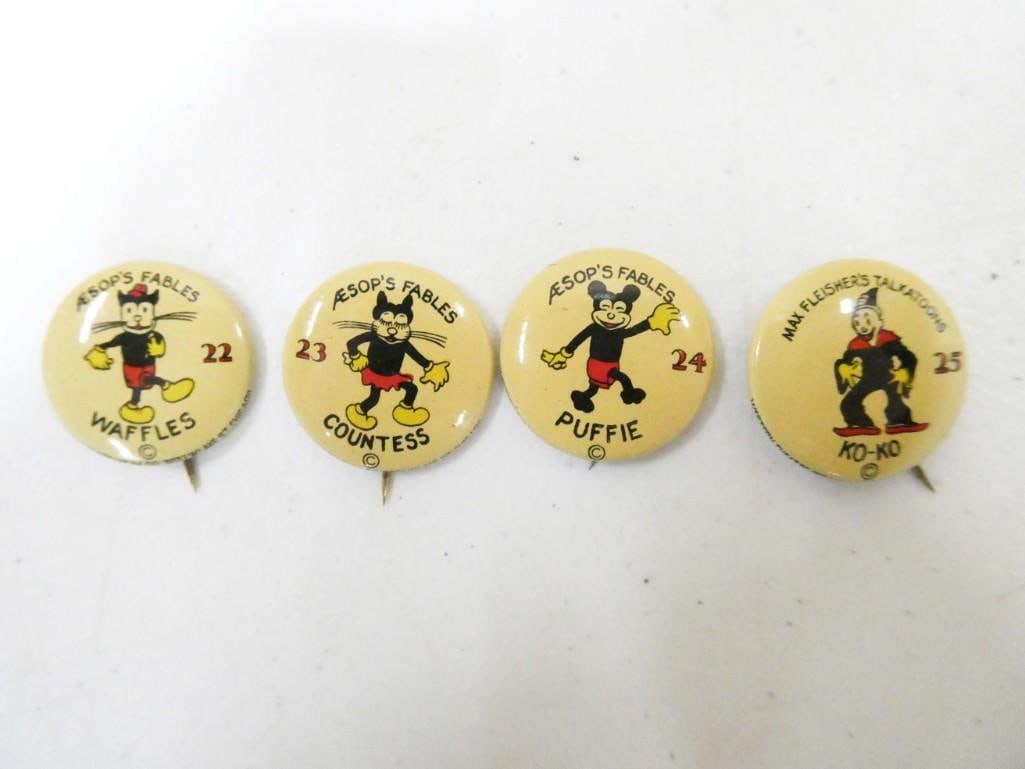 ÆSOP'S FABLES
22
WAFFLES
©
ÆSOP'S FABLES
23
COUNTESS
©
ÆSOP'S FABLES
24
PUFFIE
©
MAX FLEISHER'S TALKATOONS
25
KO-KO
©